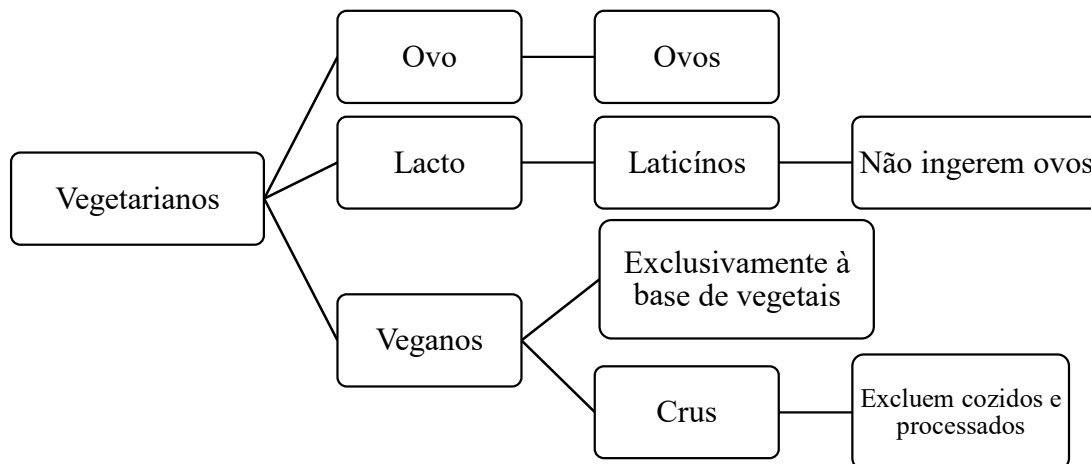 Ovo
Ovos
Lacto
Laticínos
Não ingerem ovos
Vegetarianos
Exclusivamente à
base de vegetais
Veganos
Crus
Excluem cozidos e
processados